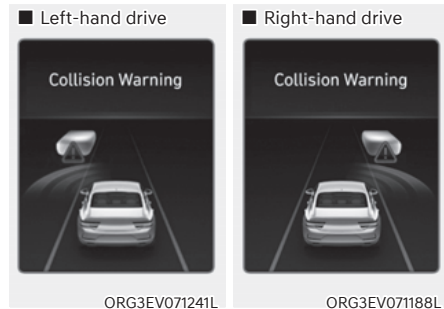 ■ Left-hand drive
Collision Warning
ORG3EV071241L
■ Right-hand drive
Collision Warning
ORG3EV071188L